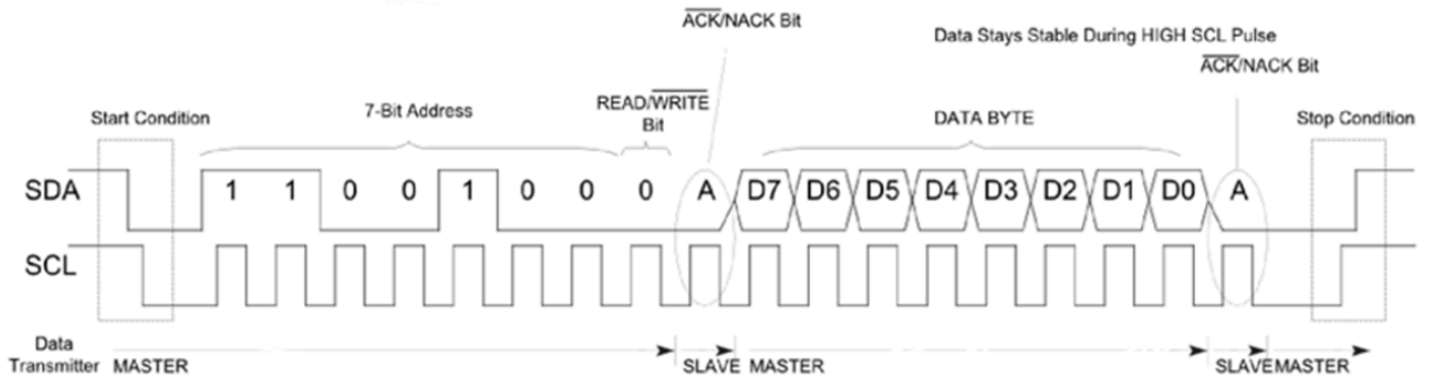 ACK/NACK Bit
Data Stays Stable During HIGH SCL Pulse
ACK/NACK Bit
Start Condition
7-Bit Address
READ/WRITE
Bit
DATA BYTE
Stop Condition
SDA 1 1 0 0 1 0 0 0 A D7 D6 D5 D4 D3 D2 D1 D0 A
SCL
Data
Transmitter MASTER SLAVE MASTER SLAVE MASTER